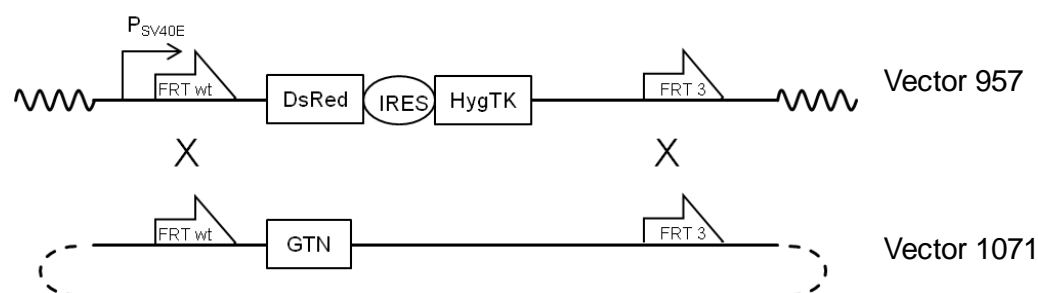 PSV40E
FRT wt DsRed IRES HygTK FRT 3 Vector 957
X X
FRT wt GTN FRT 3 Vector 1071